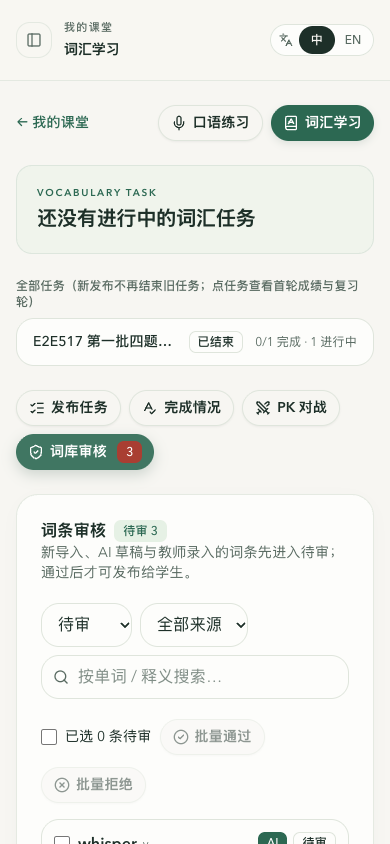 我的课堂
词汇学习
中 EN
← 我的课堂 口语练习 词汇学习
VOCABULARY TASK
还没有进行中的词汇任务
全部任务（新发布不再结束旧任务；点任务查看首轮成绩与复习
轮）
E2E517 第一批四题… 已结束 0/1 完成 · 1 进行中
发布任务 完成情况 PK 对战
词库审核 3
词条审核 待审 3
新导入、AI 草稿与教师录入的词条先进入待审；
通过后才可发布给学生。
待审 全部来源
按单词 / 释义搜索…
已选 0 条待审 批量通过
批量拒绝
whisper AI 待审